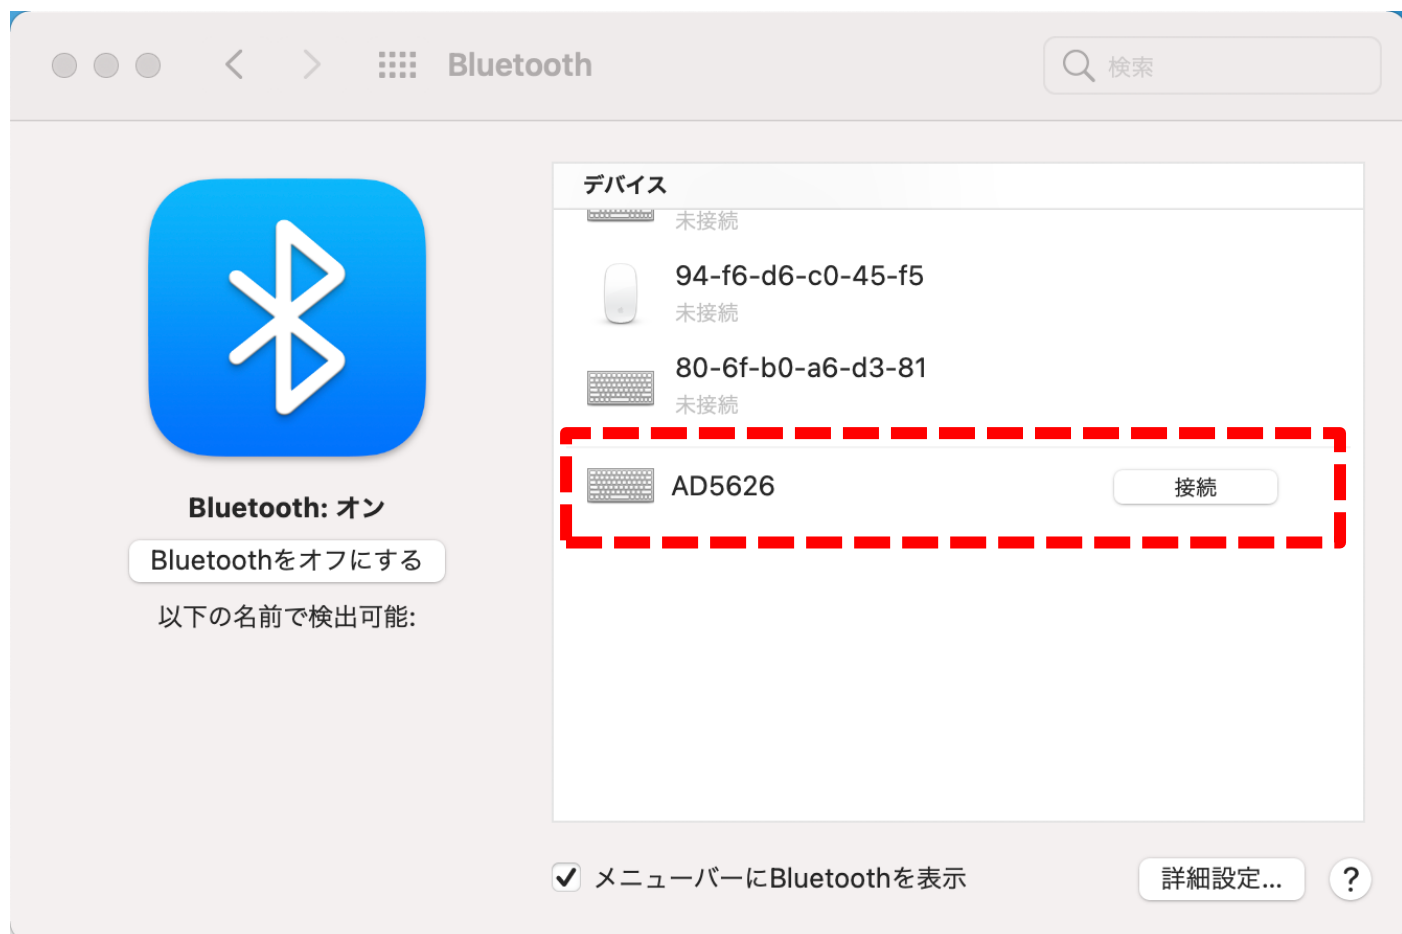 Bluetooth
検索
デバイス
未接続
94-f6-d6-c0-45-f5
未接続
80-6f-b0-a6-d3-81
未接続
AD5626
接続
Bluetooth: オン
Bluetoothをオフにする
以下の名前で検出可能:
メニューバーにBluetoothを表示
詳細設定...
?